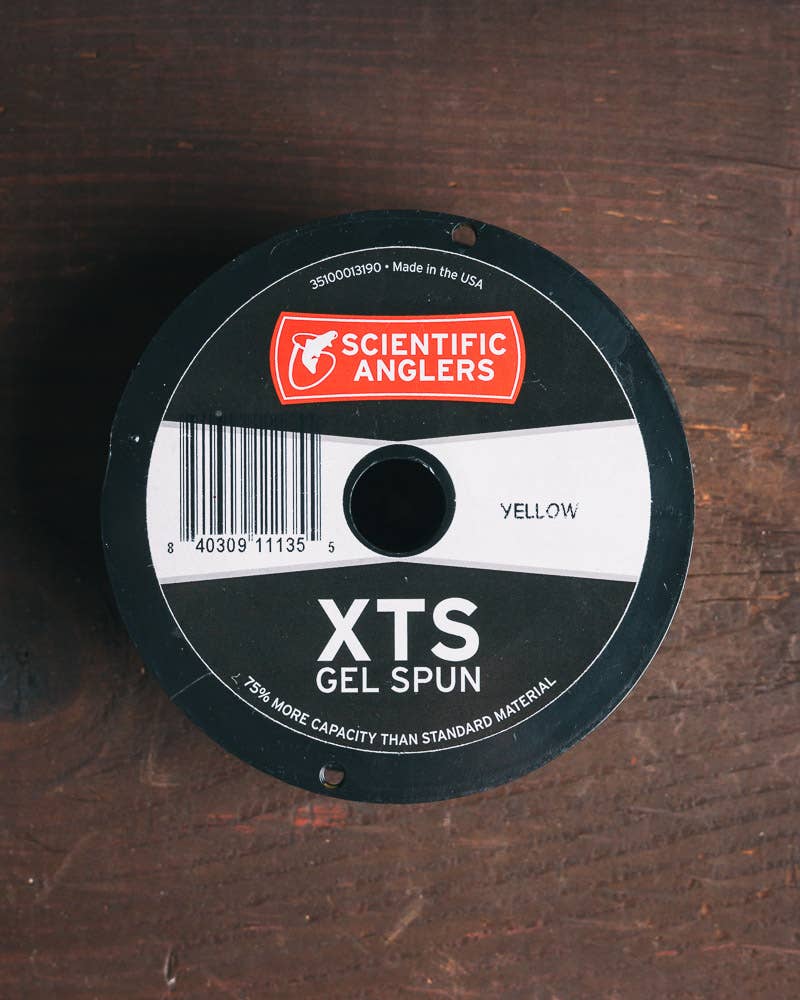 35100013190 • Made in the USA
SCIENTIFIC
ANGLERS
YELLOW
8 40309 11135 5
XTS
GEL SPUN
75% MORE CAPACITY THAN STANDARD MATERIAL